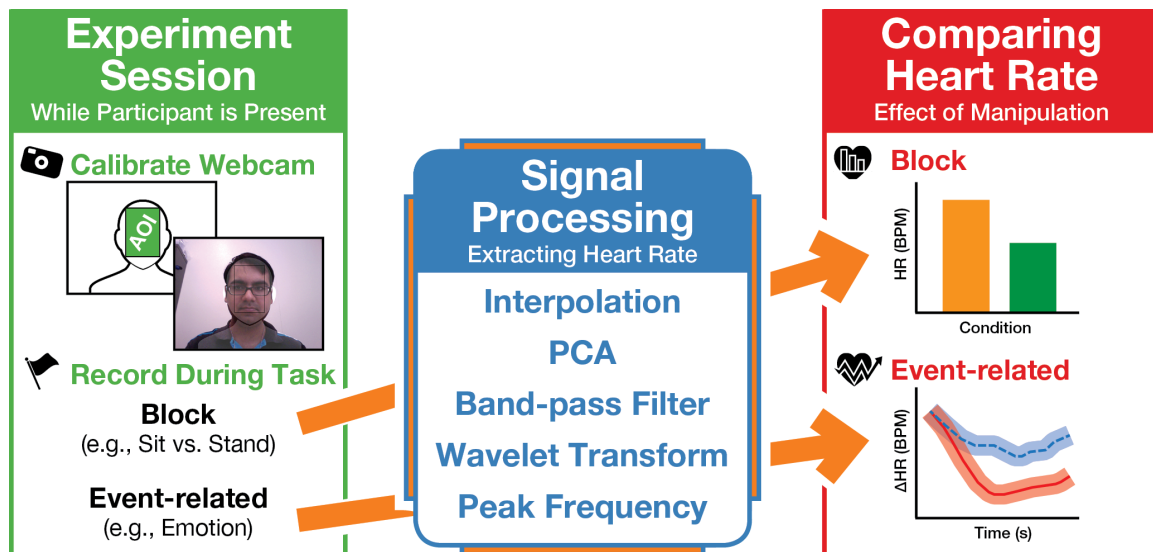 Experiment
Session
While Participant is Present
Calibrate Webcam
AOI
Record During Task
Block
(e.g., Sit vs. Stand)
Event-related
(e.g., Emotion)
Signal
Processing
Extracting Heart Rate
Interpolation
PCA
Band-pass Filter
Wavelet Transform
Peak Frequency
Comparing
Heart Rate
Effect of Manipulation
Block
HR (BPM)
Condition
Event-related
ΔHR (BPM)
Time (s)